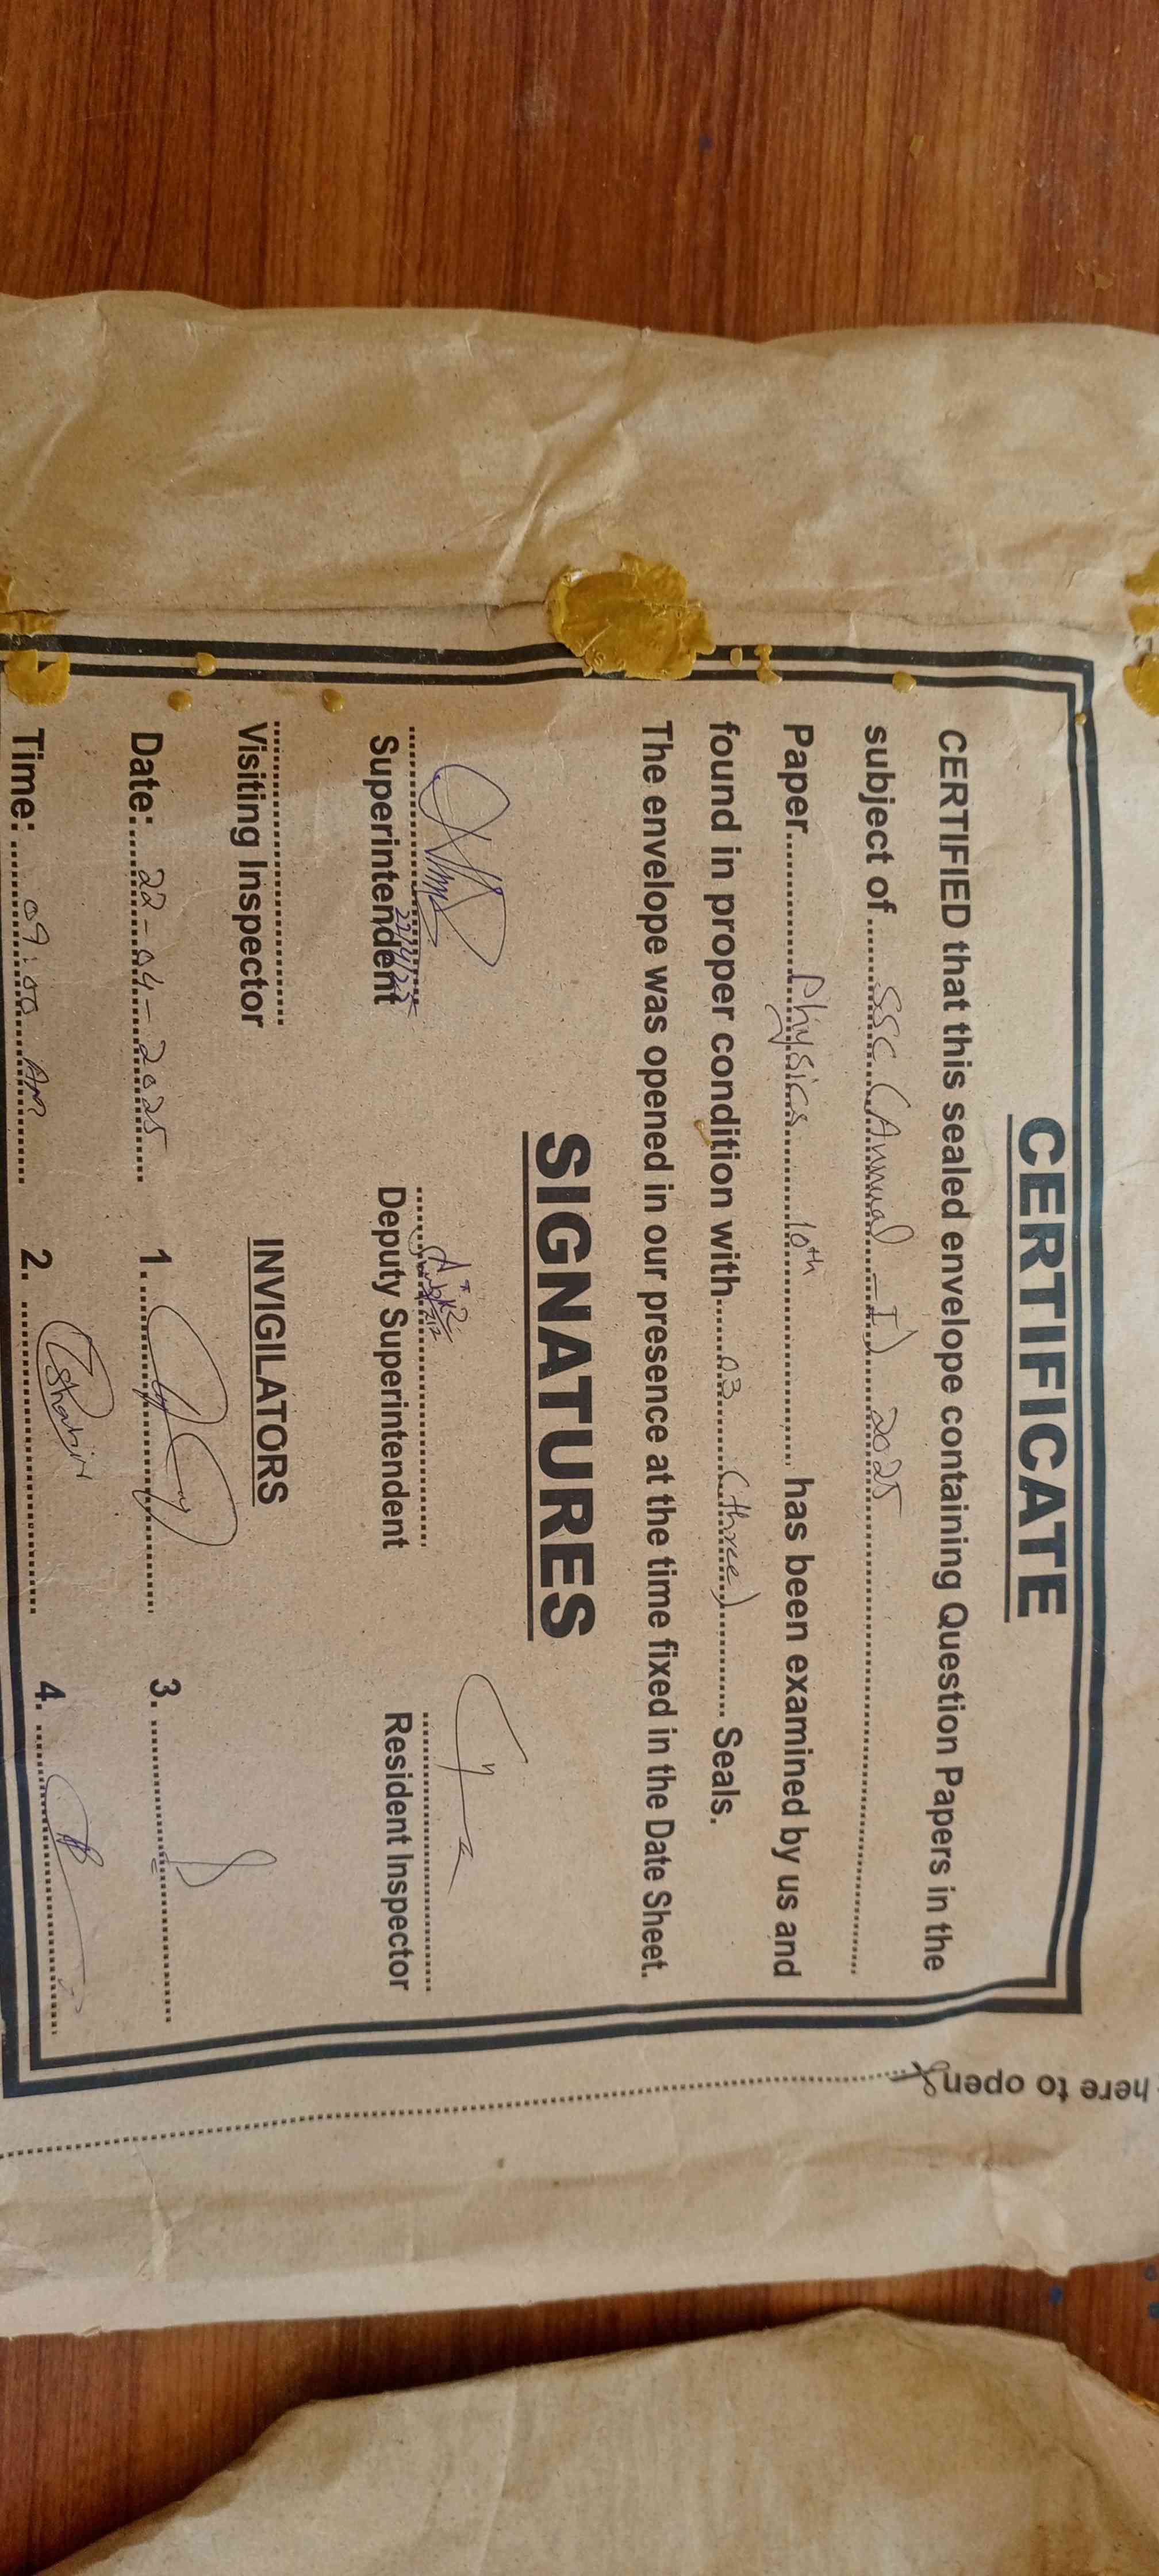 CERTIFICATE
CERTIFIED that this sealed envelope containing Question Papers in the
subject of SSC (Annual - I) 2025
Paper Physics 10th has been examined by us and
found in proper condition with 03 (three) Seals.
The envelope was opened in our presence at the time fixed in the Date Sheet.
SIGNATURES
22/4/25
Superintendent Deputy Superintendent Resident Inspector
Visiting Inspector INVIGILATORS
Date: 22-04-2025 1. 3.
Time: 09:00 AM 2. 4.
here to open